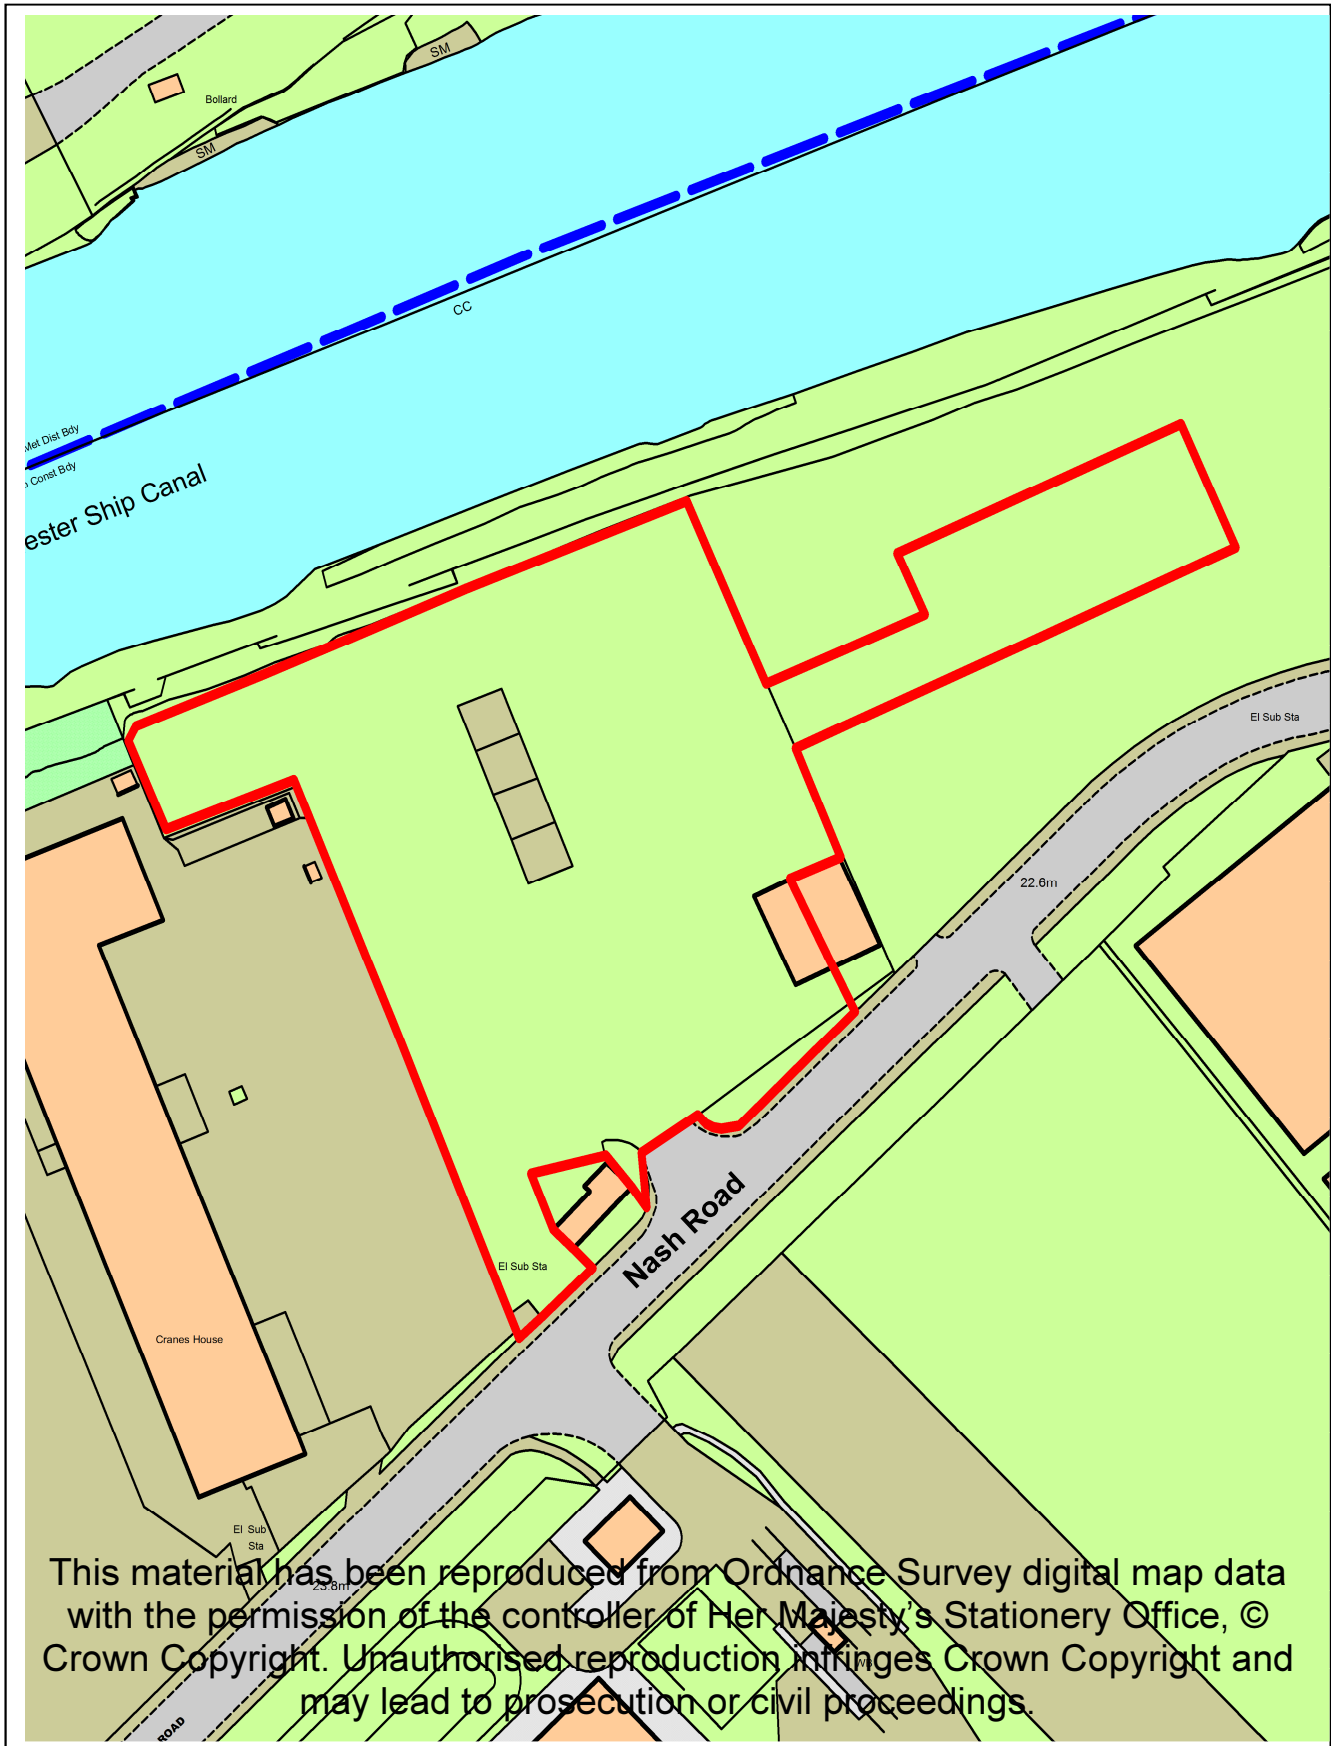 SM
Bollard
SM
CC
Met Dist Bdy
Const Bdy
ester Ship Canal
El Sub Sta
22.6m
Nash Road
El Sub Sta
Cranes House
El Sub
Sta
23.8m
This material has been reproduced from Ordnance Survey digital map data
with the permission of the controller of Her Majesty's Stationery Office, ©
Crown Copyright. Unauthorised reproduction infringes Crown Copyright and
may lead to prosecution or civil proceedings.
ROAD